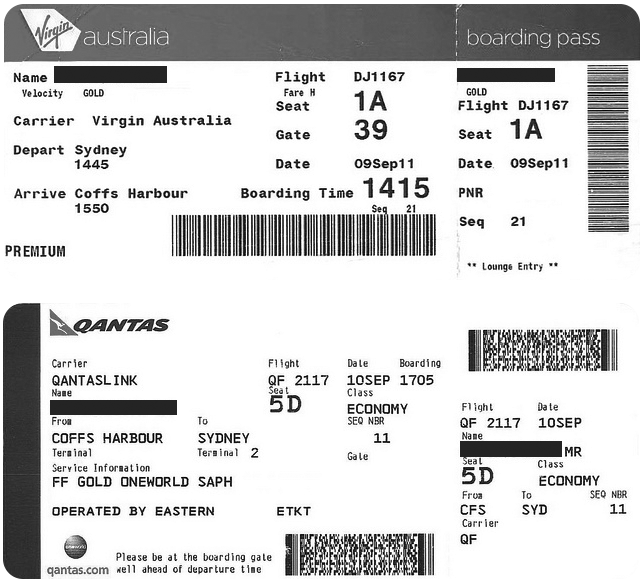 Virgin australia boarding pass
Name
Velocity GOLD
Carrier Virgin Australia
Depart Sydney
1445
Arrive Coffs Harbour
1550
PREMIUM
Flight DJ1167
Fare H
Seat 1A
Gate 39
Date 09Sep11
Boarding Time 1415
Seq 21
GOLD
Flight DJ1167
Seat 1A
Date 09Sep11
PNR
Seq 21
** Lounge Entry **
QANTAS
Carrier Flight Date Boarding
QANTASLINK QF 2117 10SEP 1705
Name Seat Class
5D ECONOMY
From To SEQ NBR
COFFS HARBOUR SYDNEY 11
Terminal Terminal 2 Gate
Service Information
FF GOLD ONEWORLD SAPH
OPERATED BY EASTERN ETKT
oneworld
qantas.com
Please be at the boarding gate
well ahead of departure time
Flight Date
QF 2117 10SEP
Name
MR
Seat Class
5D ECONOMY
From To SEQ NBR
CFS SYD 11
Carrier
QF